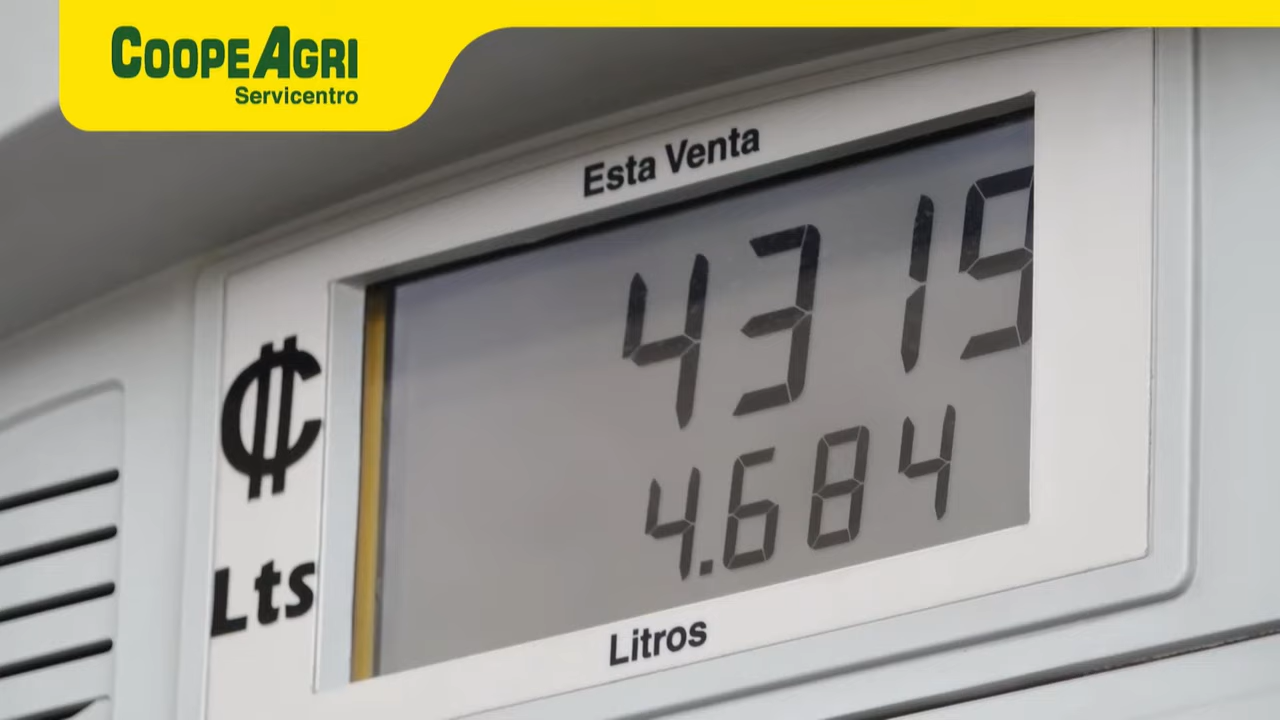 COOPEAGRI
Servicentro
Esta Venta
₡
4319
Lts
4.684
Litros